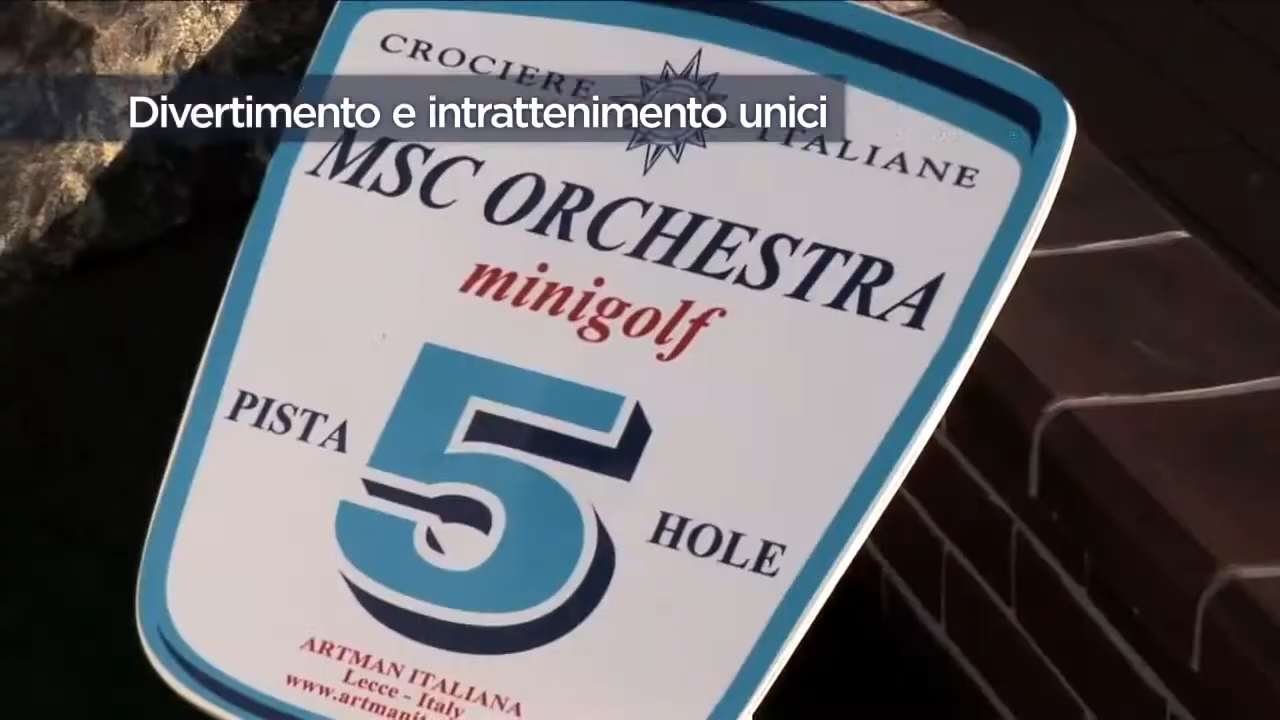 Divertimento e intrattenimento unici
CROCIERE ITALIANE
MSC ORCHESTRA
minigolf
PISTA 5 HOLE
ARTMAN ITALIANA
Lecce - Italy